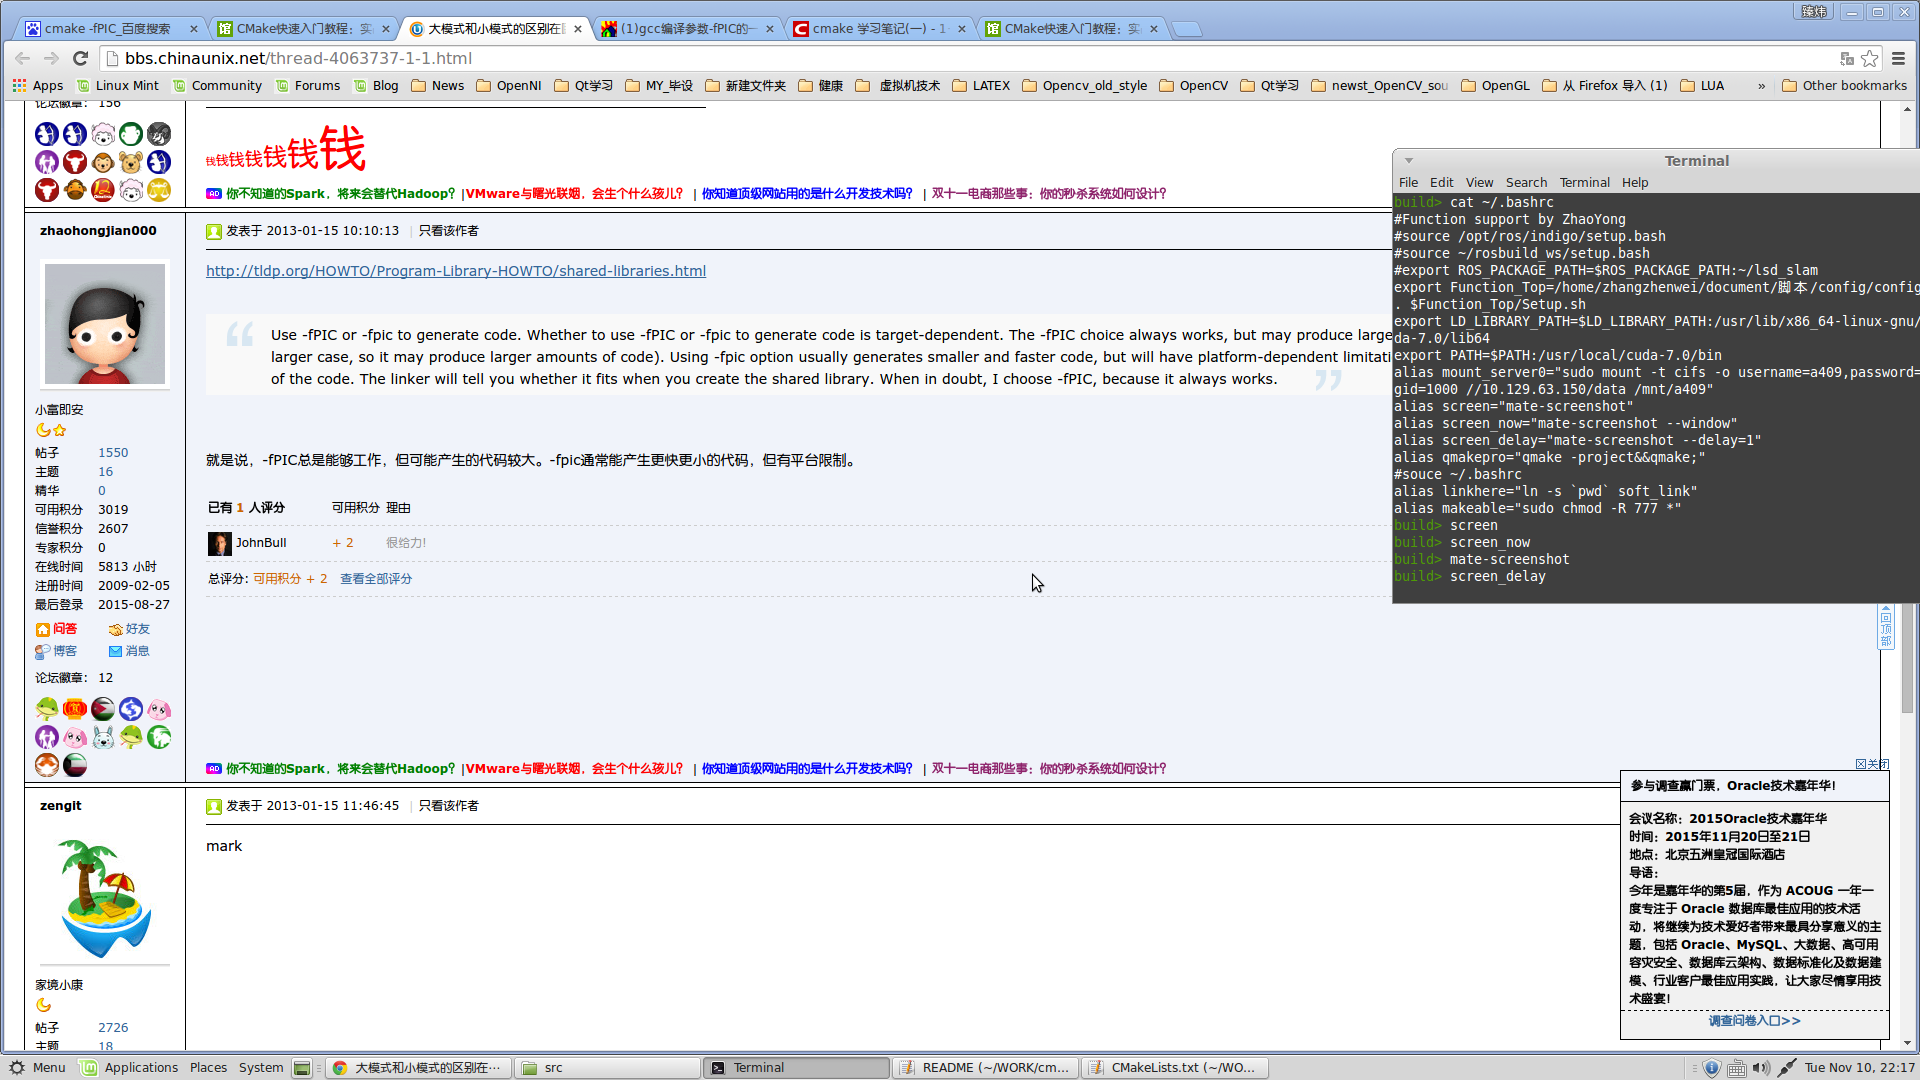 cmake -fPIC_百度搜索
CMake快速入门教程：实
大模式和小模式的区别在
(1)gcc编译参数-fPIC的一
cmake 学习笔记(一) - 1
CMake快速入门教程：实
臻炜
bbs.chinaunix.net/thread-4063737-1-1.html
Apps Linux Mint Community Forums Blog News OpenNI Qt学习 MY_毕设 新建文件夹 健康 虚拟机技术 LATEX Opencv_old_style OpenCV Qt学习 newst_OpenCV_sou OpenGL 从 Firefox 导入 (1) LUA » Other bookmarks
论坛徽章： 156
钱钱钱钱钱钱
AD 你不知道的Spark，将来会替代Hadoop? |VMware与曙光联姻，会生个什么孩儿? | 你知道顶级网站用的是什么开发技术吗? | 双十一电商那些事：你的秒杀系统如何设计?
zhaohongjian000
发表于 2013-01-15 10:10:13 | 只看该作者
http://tldp.org/HOWTO/Program-Library-HOWTO/shared-libraries.html
Use -fPIC or -fpic to generate code. Whether to use -fPIC or -fpic to generate code is target-dependent. The -fPIC choice always works, but may produce large
larger case, so it may produce larger amounts of code). Using -fpic option usually generates smaller and faster code, but will have platform-dependent limitati
of the code. The linker will tell you whether it fits when you create the shared library. When in doubt, I choose -fPIC, because it always works.
就是说，-fPIC总是能够工作，但可能产生的代码较大。-fpic通常能产生更快更小的代码，但有平台限制。
已有 1 人评分 可用积分 理由
JohnBull + 2 很给力!
总评分: 可用积分 + 2 查看全部评分
小富即安
帖子 1550
主题 16
精华 0
可用积分 3019
信誉积分 2607
专家积分 0
在线时间 5813 小时
注册时间 2009-02-05
最后登录 2015-08-27
问答 好友
博客 消息
论坛徽章： 12
AD 你不知道的Spark，将来会替代Hadoop? |VMware与曙光联姻，会生个什么孩儿? | 你知道顶级网站用的是什么开发技术吗? | 双十一电商那些事：你的秒杀系统如何设计?
zengit
发表于 2013-01-15 11:46:45 | 只看该作者
mark
家境小康
帖子 2726
主题 18
Terminal
File Edit View Search Terminal Help
build> cat ~/.bashrc
#Function support by ZhaoYong
#source /opt/ros/indigo/setup.bash
#source ~/rosbuild_ws/setup.bash
#export ROS_PACKAGE_PATH=$ROS_PACKAGE_PATH:~/lsd_slam
export Function_Top=/home/zhangzhenwei/document/脚本/config/config
. $Function_Top/Setup.sh
export LD_LIBRARY_PATH=$LD_LIBRARY_PATH:/usr/lib/x86_64-linux-gnu/
da-7.0/lib64
export PATH=$PATH:/usr/local/cuda-7.0/bin
alias mount_server0="sudo mount -t cifs -o username=a409,password=
gid=1000 //10.129.63.150/data /mnt/a409"
alias screen="mate-screenshot"
alias screen_now="mate-screenshot --window"
alias screen_delay="mate-screenshot --delay=1"
alias qmakepro="qmake -project&&qmake;"
#souce ~/.bashrc
alias linkhere="ln -s `pwd` soft_link"
alias makeable="sudo chmod -R 777 *"
build> screen
build> screen_now
build> mate-screenshot
build> screen_delay
回顶部
关闭
参与调查赢门票，Oracle技术嘉年华!
会议名称：2015Oracle技术嘉年华
时间：2015年11月20日至21日
地点：北京五洲皇冠国际酒店
导语：
今年是嘉年华的第5届，作为 ACOUG 一年一
度专注于 Oracle 数据库最佳应用的技术活
动，将继续为技术爱好者带来最具分享意义的主
题，包括 Oracle、MySQL、大数据、高可用
容灾安全、数据库云架构、数据标准化及数据建
模、行业客户最佳应用实践，让大家尽情享用技
术盛宴!
调查问卷入口>>
Menu Applications Places System 大模式和小模式的区别在… src Terminal README (~/WORK/cm... CMakeLists.txt (~/WO... Tue Nov 10, 22:17